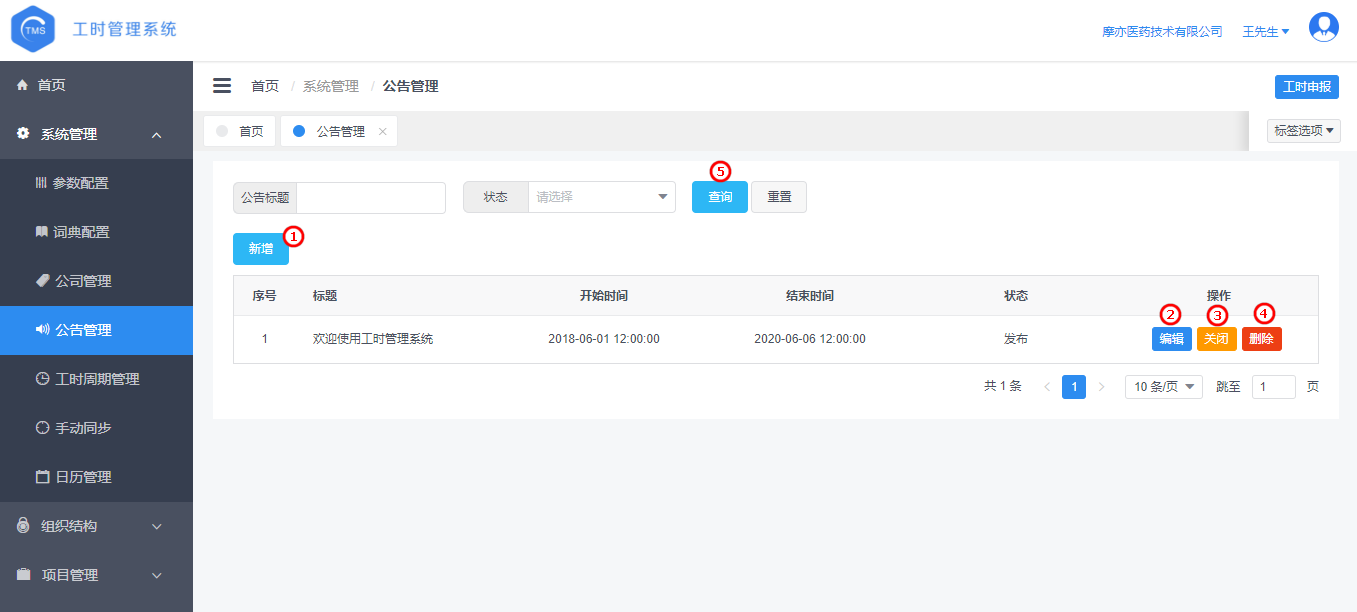 TMS 工时管理系统
摩亦医药技术有限公司 王先生
首页
系统管理
参数配置
词典配置
公司管理
公告管理
工时周期管理
手动同步
日历管理
组织结构
项目管理
首页 / 系统管理 / 公告管理
工时申报
首页 公告管理 ×
标签选项
公告标题 状态 请选择 查询 重置
⑤
新增
①
序号 标题 开始时间 结束时间 状态 操作
② ③ ④
1 欢迎使用工时管理系统 2018-06-01 12:00:00 2020-06-06 12:00:00 发布 编辑 关闭 删除
共 1 条 < 1 > 10 条/页 跳至 1 页